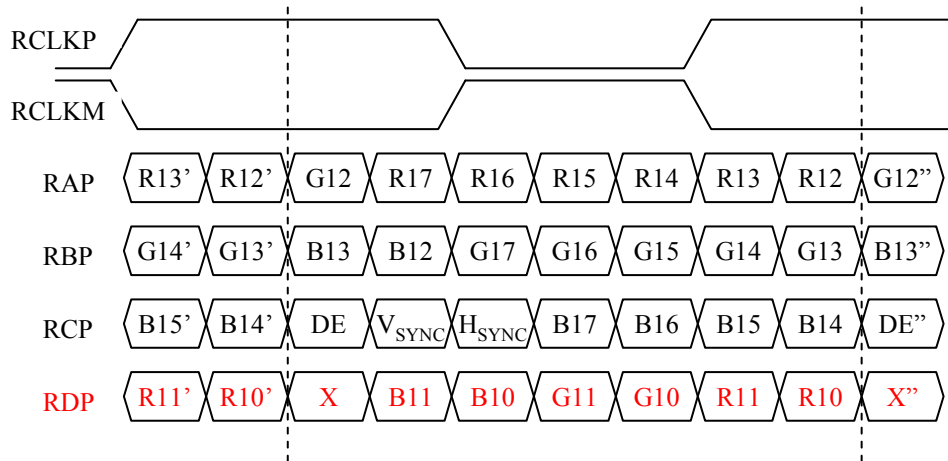 RCLKP
RCLKM
RAP R13’ R12’ G12 R17 R16 R15 R14 R13 R12 G12”
RBP G14’ G13’ B13 B12 G17 G16 G15 G14 G13 B13”
RCP B15’ B14’ DE VSYNC HSYNC B17 B16 B15 B14 DE”
RDP R11’ R10’ X B11 B10 G11 G10 R11 R10 X”